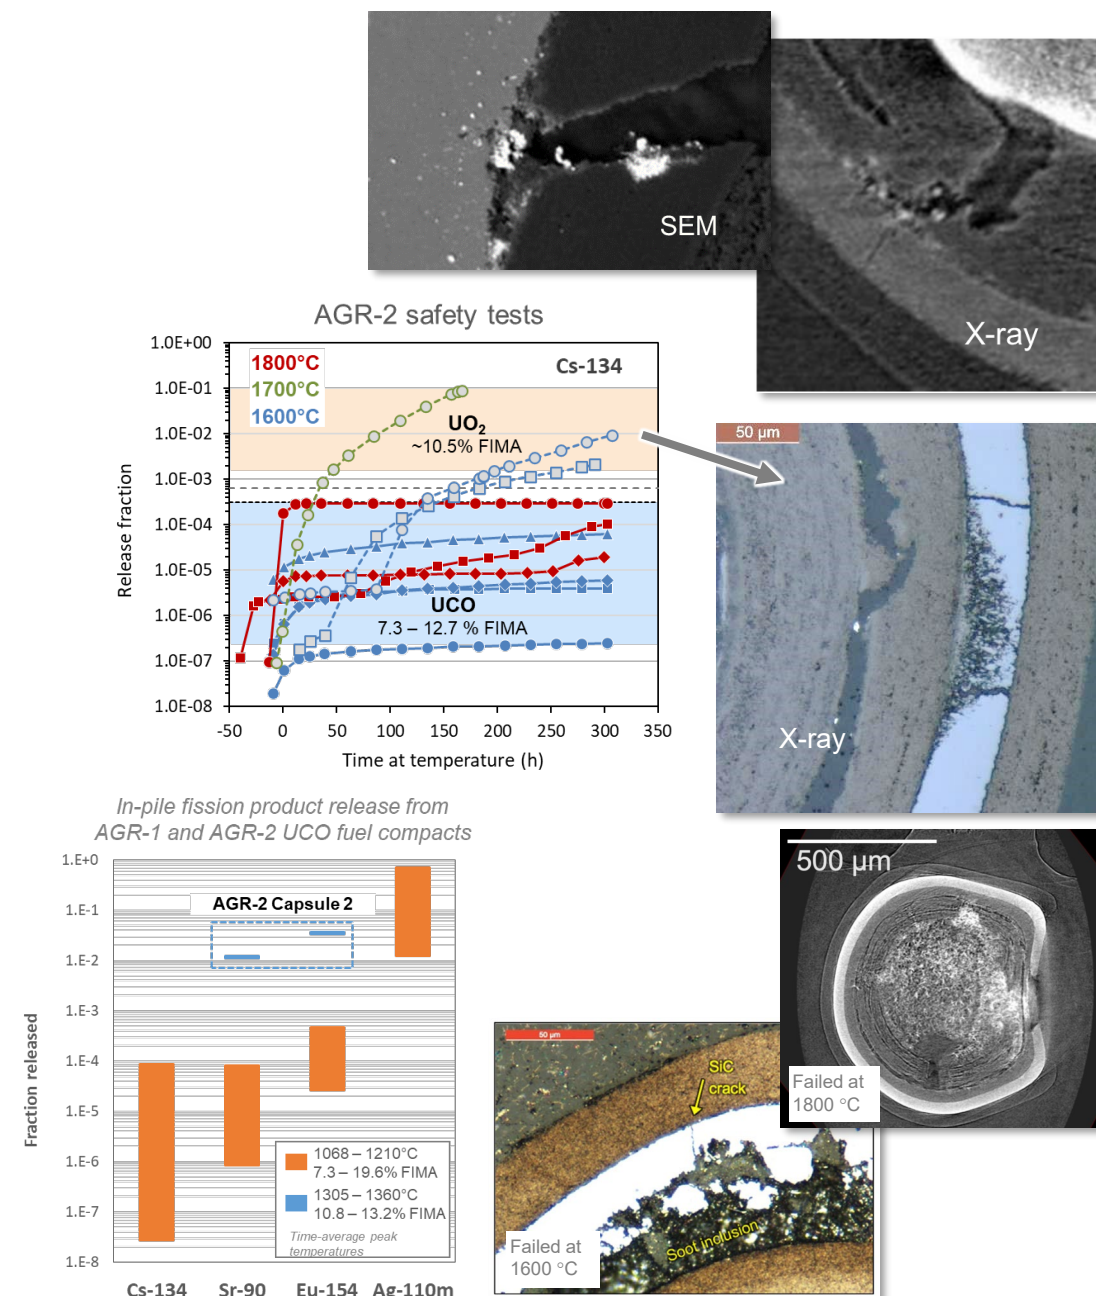 SEM
X-ray
AGR-2 safety tests
1.0E+00
1.0E-01
1.0E-02
1.0E-03
1.0E-04
1.0E-05
1.0E-06
1.0E-07
1.0E-08
1800°C
1700°C
1600°C
Cs-134
UO2
~10.5% FIMA
UCO
7.3 – 12.7 % FIMA
Release fraction
-50 0 50 100 150 200 250 300 350
Time at temperature (h)
50 µm
X-ray
In-pile fission product release from
AGR-1 and AGR-2 UCO fuel compacts
1.E+0
1.E-1
1.E-2
1.E-3
1.E-4
1.E-5
1.E-6
1.E-7
1.E-8
Fraction released
AGR-2 Capsule 2
1068 – 1210°C
7.3 – 19.6% FIMA
1305 – 1360°C
10.8 – 13.2% FIMA
Time-average peak
temperatures
Cs-134 Sr-90 Eu-154 Ag-110m
500 µm
Failed at
1800 °C
50 µm
SiC
crack
Soot inclusion
Failed at
1600 °C